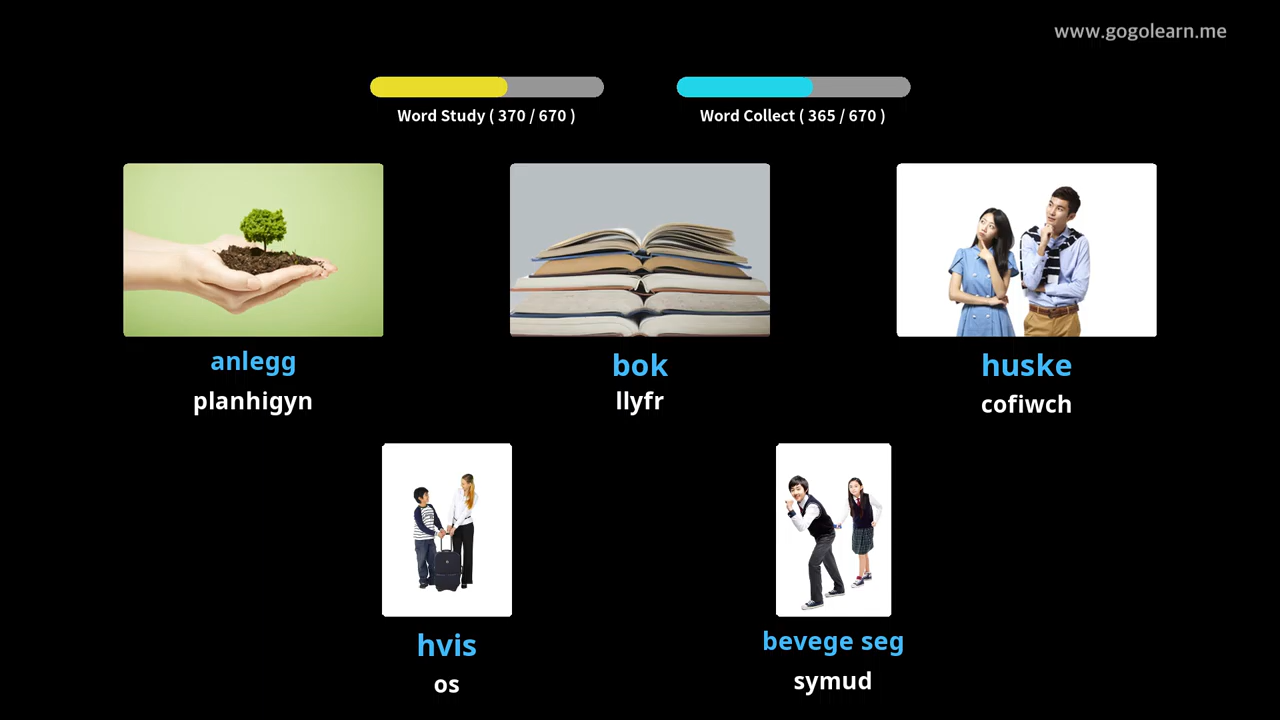 www.gogolearn.me
Word Study ( 370 / 670 )
Word Collect ( 365 / 670 )
anlegg
planhigyn
bok
llyfr
huske
cofiwch
hvis
os
bevege seg
symud